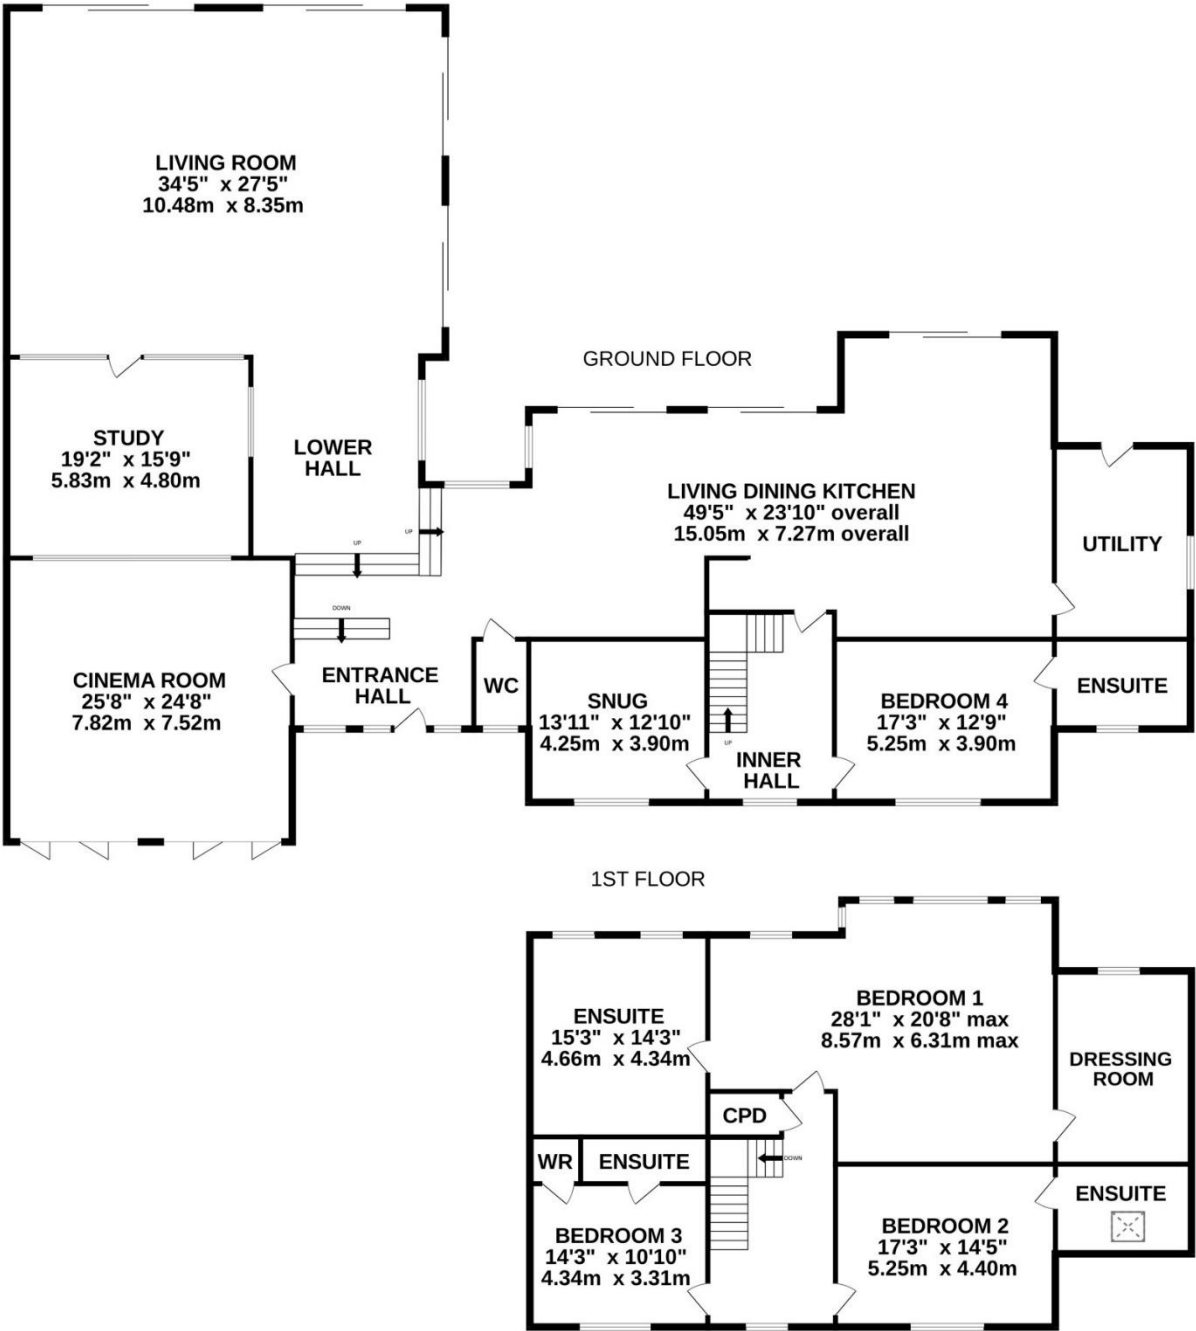 LIVING ROOM
34'5" x 27'5"
10.48m x 8.35m
GROUND FLOOR
STUDY
19'2" x 15'9"
5.83m x 4.80m
LOWER
HALL
LIVING DINING KITCHEN
49'5" x 23'10" overall
15.05m x 7.27m overall
UP
UP
UTILITY
DOWN
CINEMA ROOM
25'8" x 24'8"
7.82m x 7.52m
ENTRANCE
HALL
WC
SNUG
13'11" x 12'10"
4.25m x 3.90m
UP
INNER
HALL
BEDROOM 4
17'3" x 12'9"
5.25m x 3.90m
ENSUITE
1ST FLOOR
ENSUITE
15'3" x 14'3"
4.66m x 4.34m
BEDROOM 1
28'1" x 20'8" max
8.57m x 6.31m max
DRESSING
ROOM
CPD
WR
ENSUITE
DOWN
BEDROOM 3
14'3" x 10'10"
4.34m x 3.31m
BEDROOM 2
17'3" x 14'5"
5.25m x 4.40m
ENSUITE